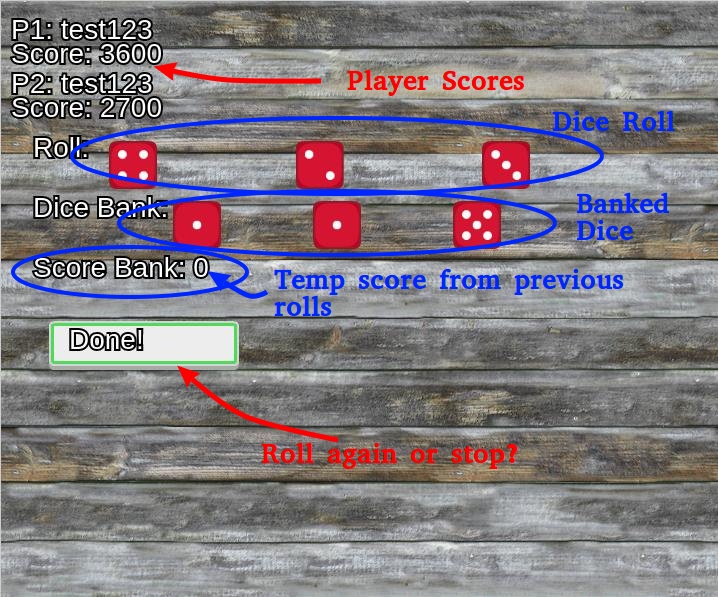 P1: test123
Score: 3600
P2: test123
Score: 2700
Player Scores
Dice Roll
Roll:
Dice Bank:
Banked
Dice
Score Bank: 0
Temp score from previous
rolls
Done!
Roll again or stop?